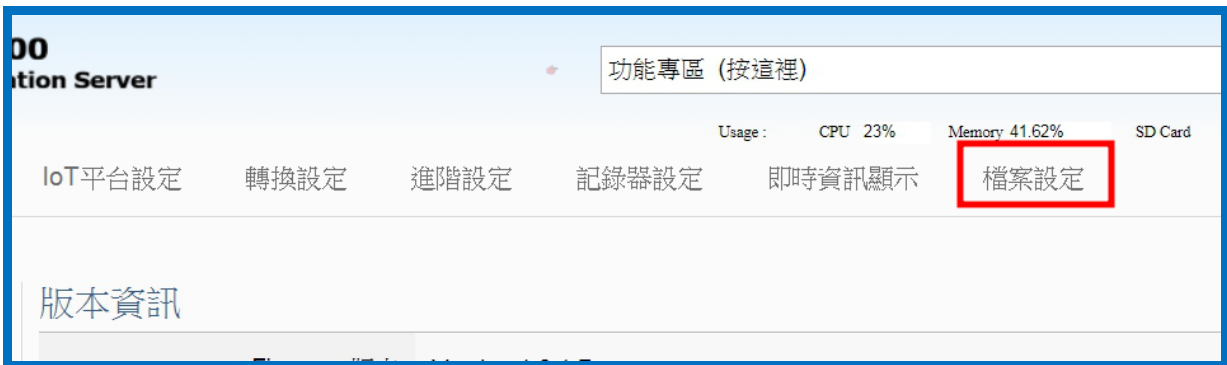 00
ation Server
功能專區 (按這裡)
Usage : CPU 23% Memory 41.62% SD Card
IoT平台設定 轉換設定 進階設定 記錄器設定 即時資訊顯示 檔案設定
版本資訊